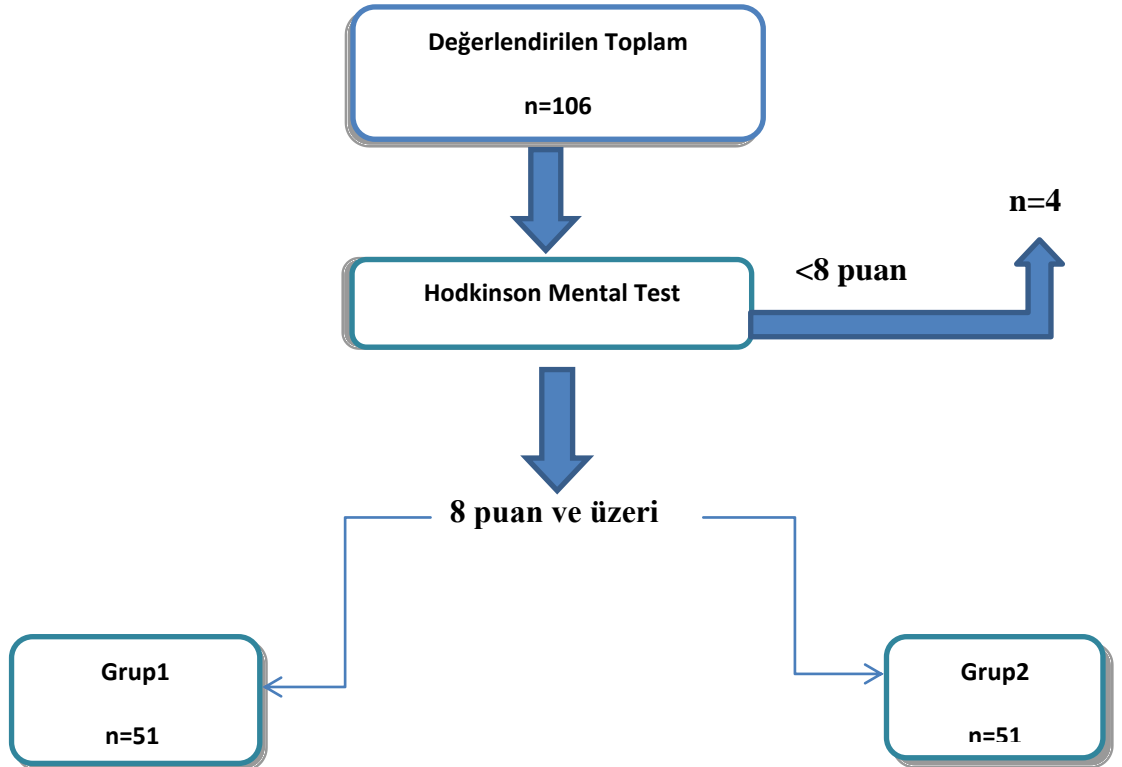 Değerlendirilen Toplam
n=106
n=4
<8 puan
Hodkinson Mental Test
8 puan ve üzeri
Grup1
n=51
Grup2
n=51